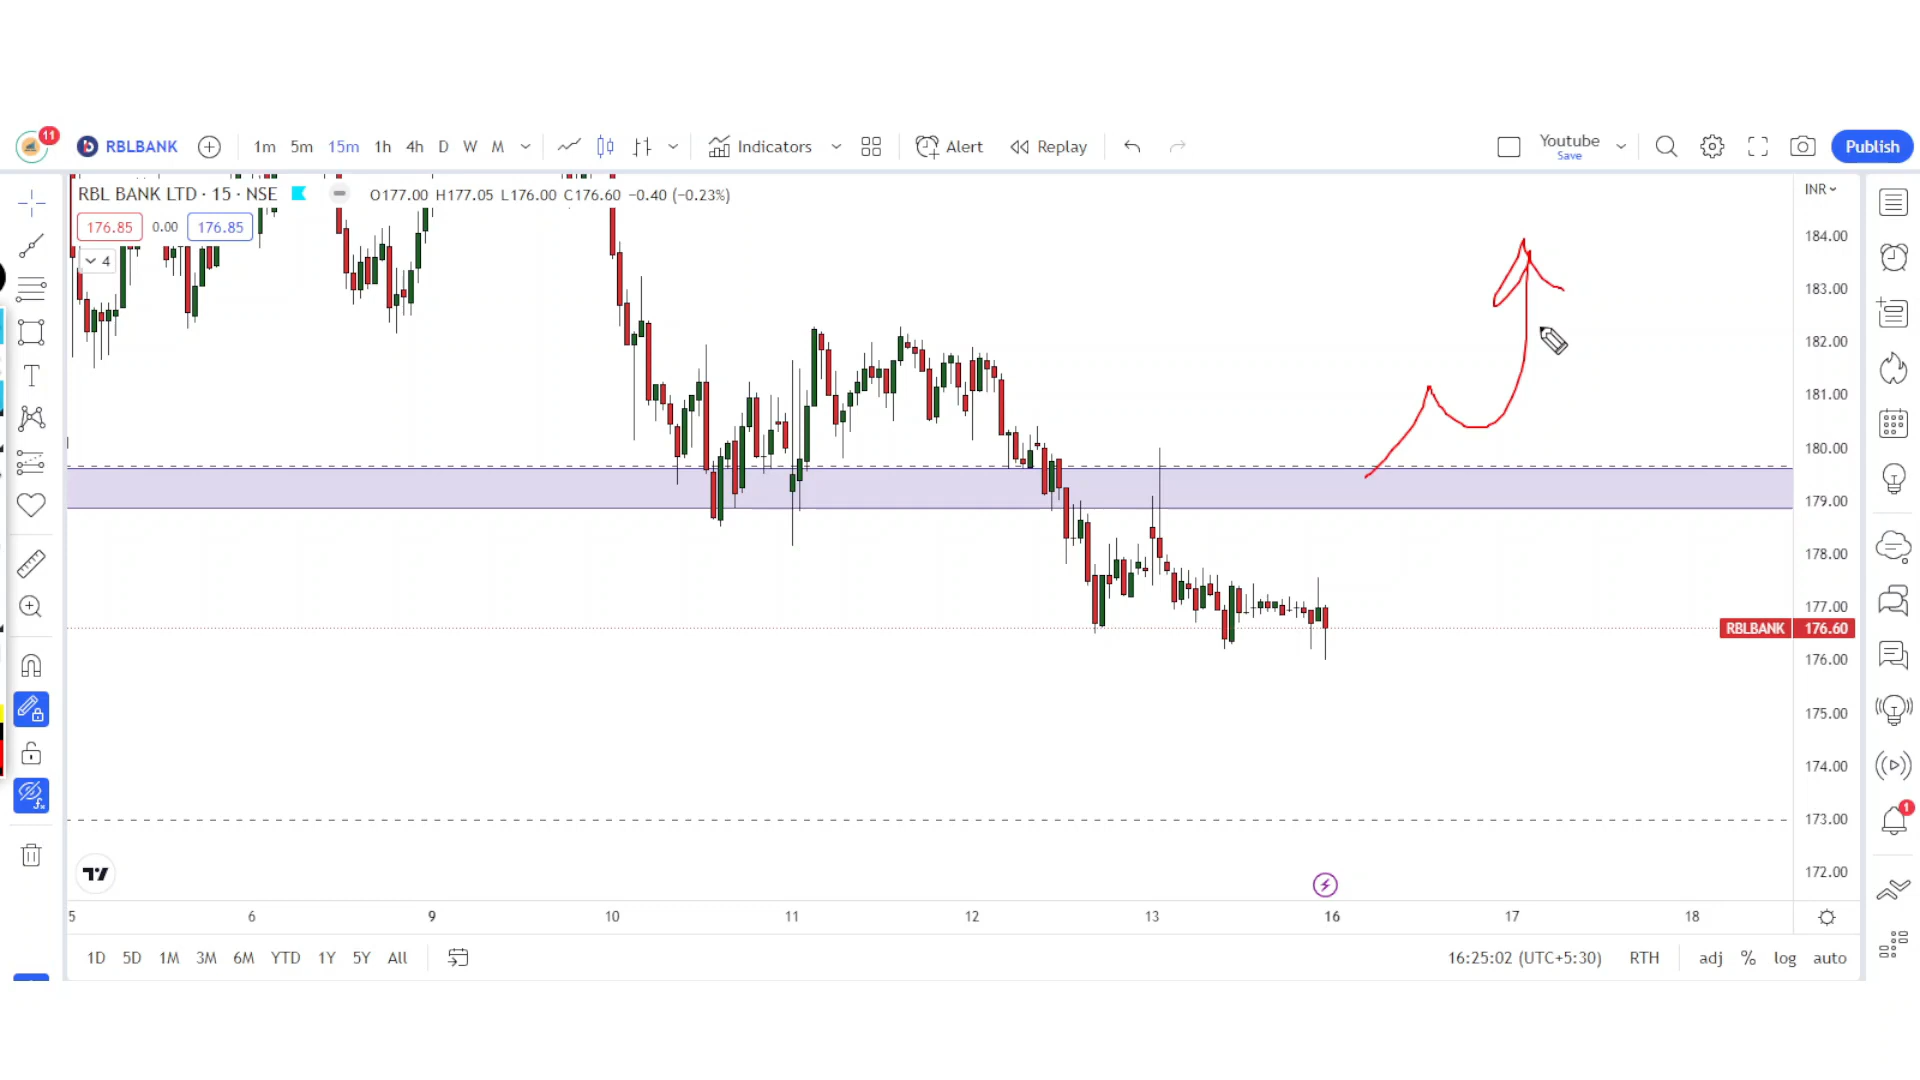 11 RBLBANK 1m 5m 15m 1h 4h D W M Indicators Alert Replay Youtube Save Publish
RBL BANK LTD · 15 · NSE O177.00 H177.05 L176.00 C176.60 −0.40 (−0.23%) INR
176.85 0.00 176.85
4
184.00
183.00
182.00
181.00
180.00
179.00
178.00
177.00
RBLBANK 176.60
176.00
175.00
174.00
173.00
172.00
1
5 6 9 10 11 12 13 16 17 18
1D 5D 1M 3M 6M YTD 1Y 5Y All 16:25:02 (UTC+5:30) RTH adj % log auto